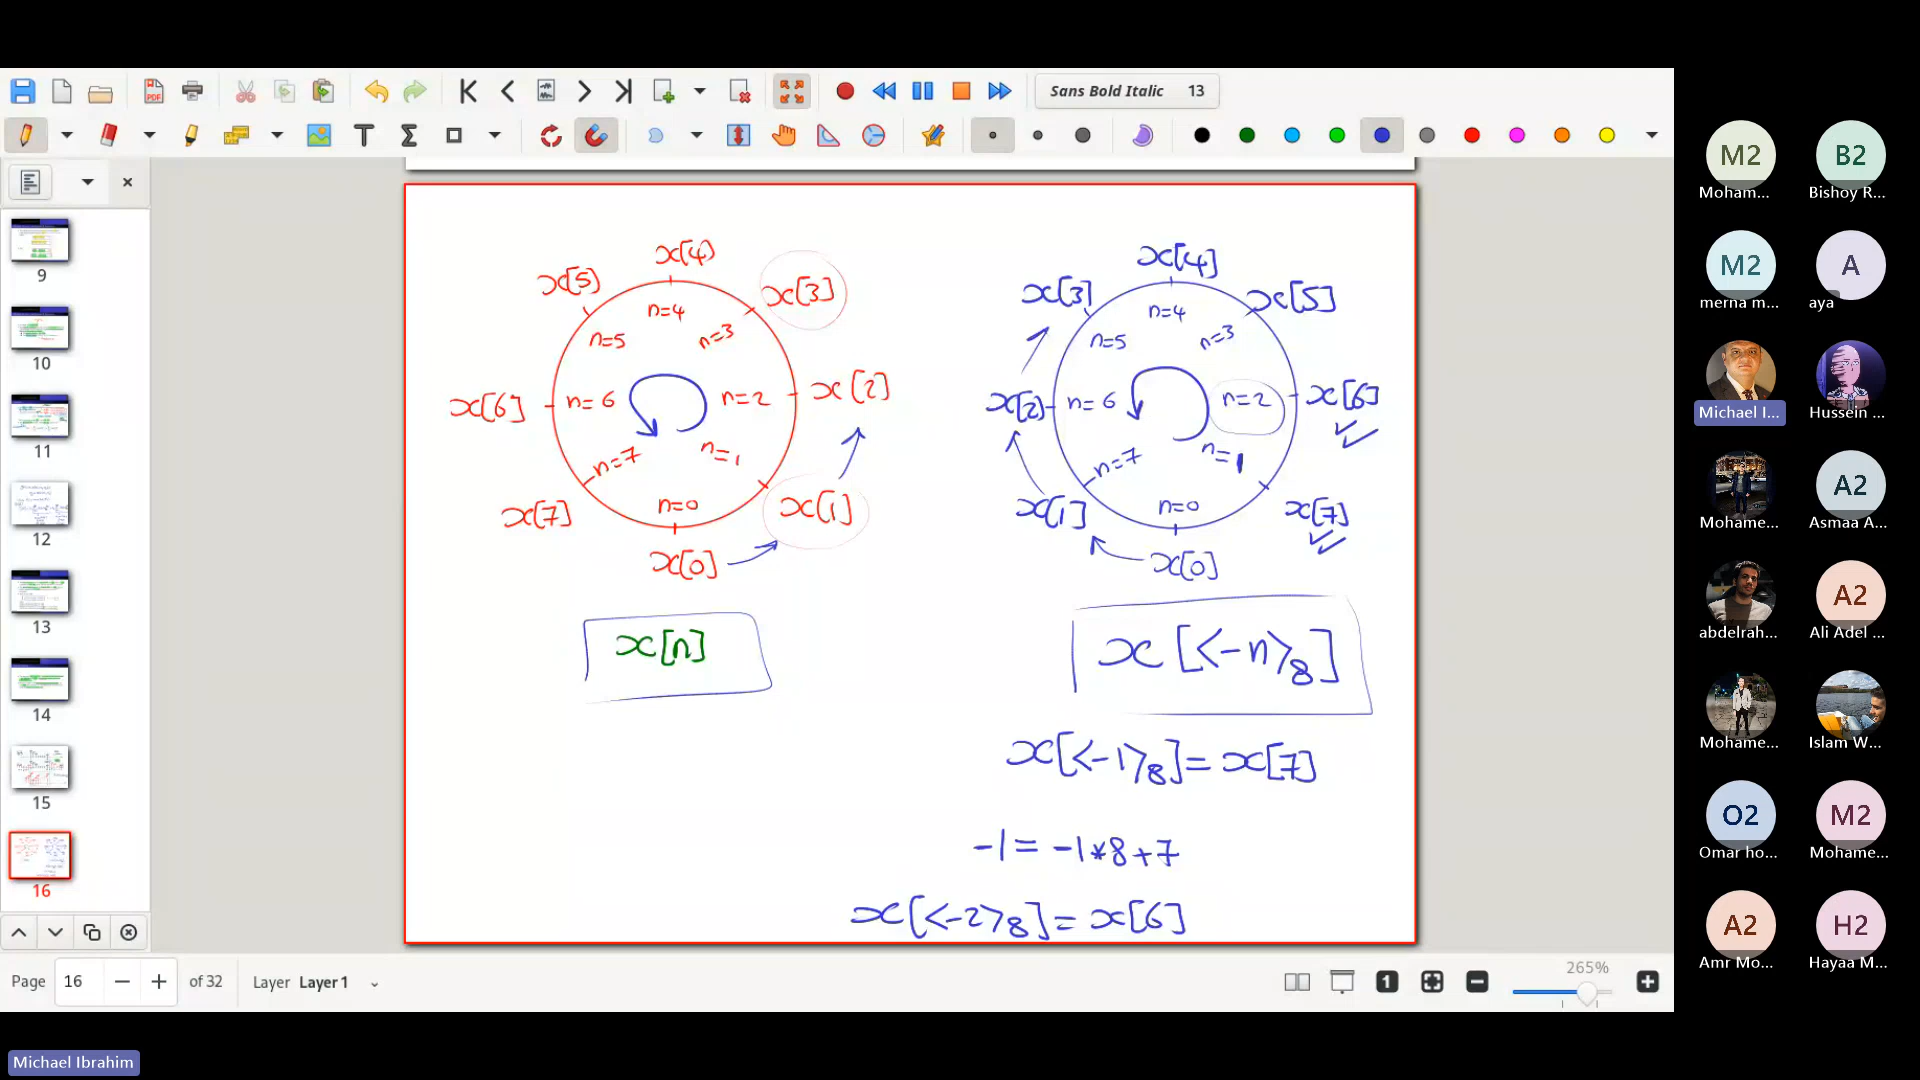 Sans Bold Italic 13
9
10
11
12
13
14
15
16
x[4]
x[5]
x[3]
n=4
n=5
n=3
x[6]
n=6
n=2
x[2]
n=7
n=1
x[7]
n=0
x[1]
x[0]
x[n]
x[4]
x[3]
x[5]
n=4
n=5
n=3
x[2]
n=6
n=2
x[6]
n=7
n=1
x[1]
n=0
x[7]
x[0]
x[<-n>8]
x[<-1>8]=x[7]
-1=-1*8+7
x[<-2>8]=x[6]
Page 16 of 32 Layer Layer 1
265%
M2
Moham...
B2
Bishoy R...
M2
merna m...
A
aya
Michael I...
Hussein ...
Mohame...
A2
Asmaa A...
abdelrah...
A2
Ali Adel ...
Mohame...
Islam W...
O2
Omar ho...
M2
Mohame...
A2
Amr Mo...
H2
Hayaa M...
Michael Ibrahim